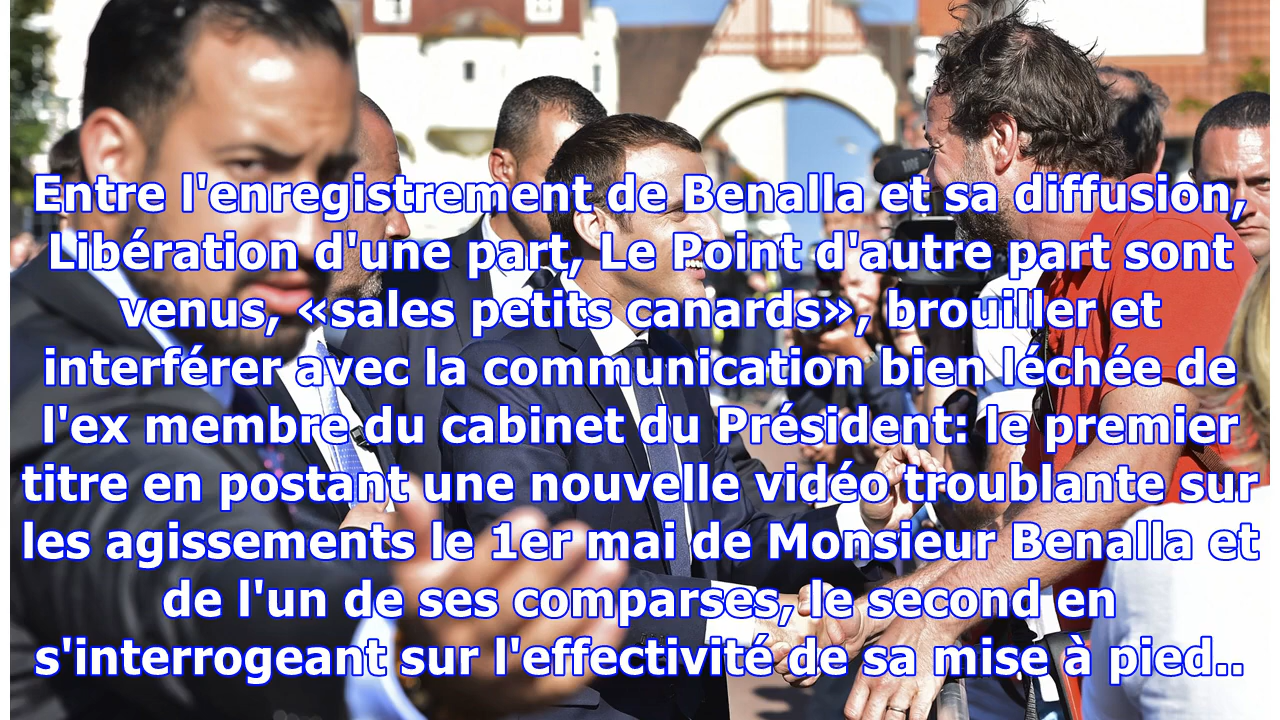 Entre l'enregistrement de Benalla et sa diffusion,
Libération d'une part, Le Point d'autre part sont
venus, «sales petits canards», brouiller et
interférer avec la communication bien léchée de
l'ex membre du cabinet du Président: le premier
titre en postant une nouvelle vidéo troublante sur
les agissements le 1er mai de Monsieur Benalla et
de l'un de ses comparses, le second en
s'interrogeant sur l'effectivité de sa mise à pied..